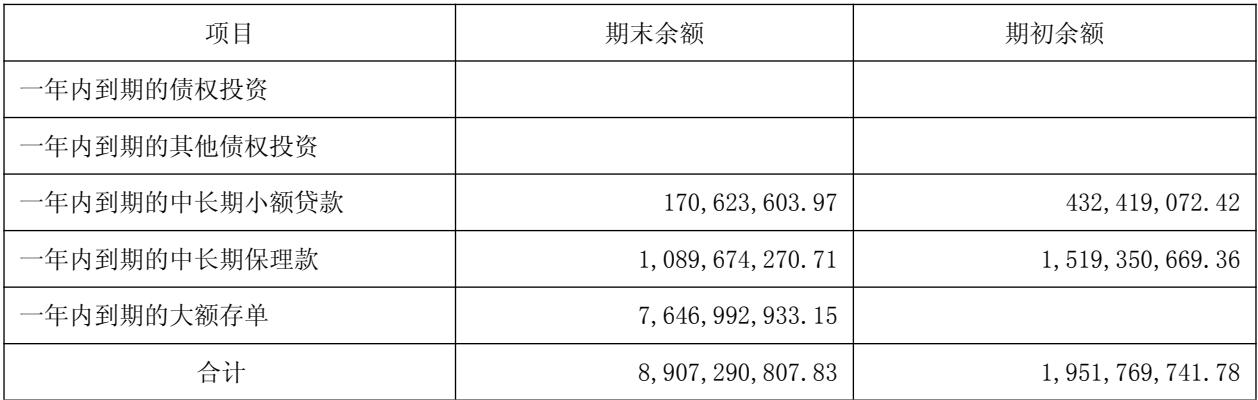 项目 期末余额 期初余额
一年内到期的债权投资
一年内到期的其他债权投资
一年内到期的中长期小额贷款 170,623,603.97 432,419,072.42
一年内到期的中长期保理款 1,089,674,270.71 1,519,350,669.36
一年内到期的大额存单 7,646,992,933.15
合计 8,907,290,807.83 1,951,769,741.78